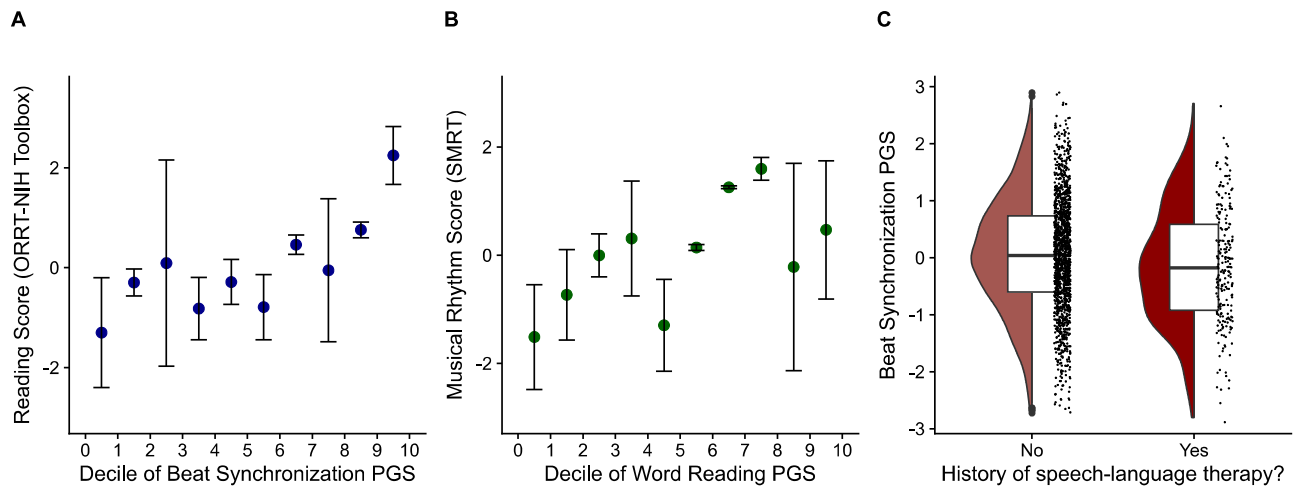 A
B
C
Reading Score (ORRT-NIH Toolbox)
2
0
-2
0 1 2 3 4 5 6 7 8 9 10
Decile of Beat Synchronization PGS
Musical Rhythm Score (SMRT)
2
0
-2
0 1 2 3 4 5 6 7 8 9 10
Decile of Word Reading PGS
Beat Synchronization PGS
3
2
1
0
-1
-2
-3
No Yes
History of speech-language therapy?